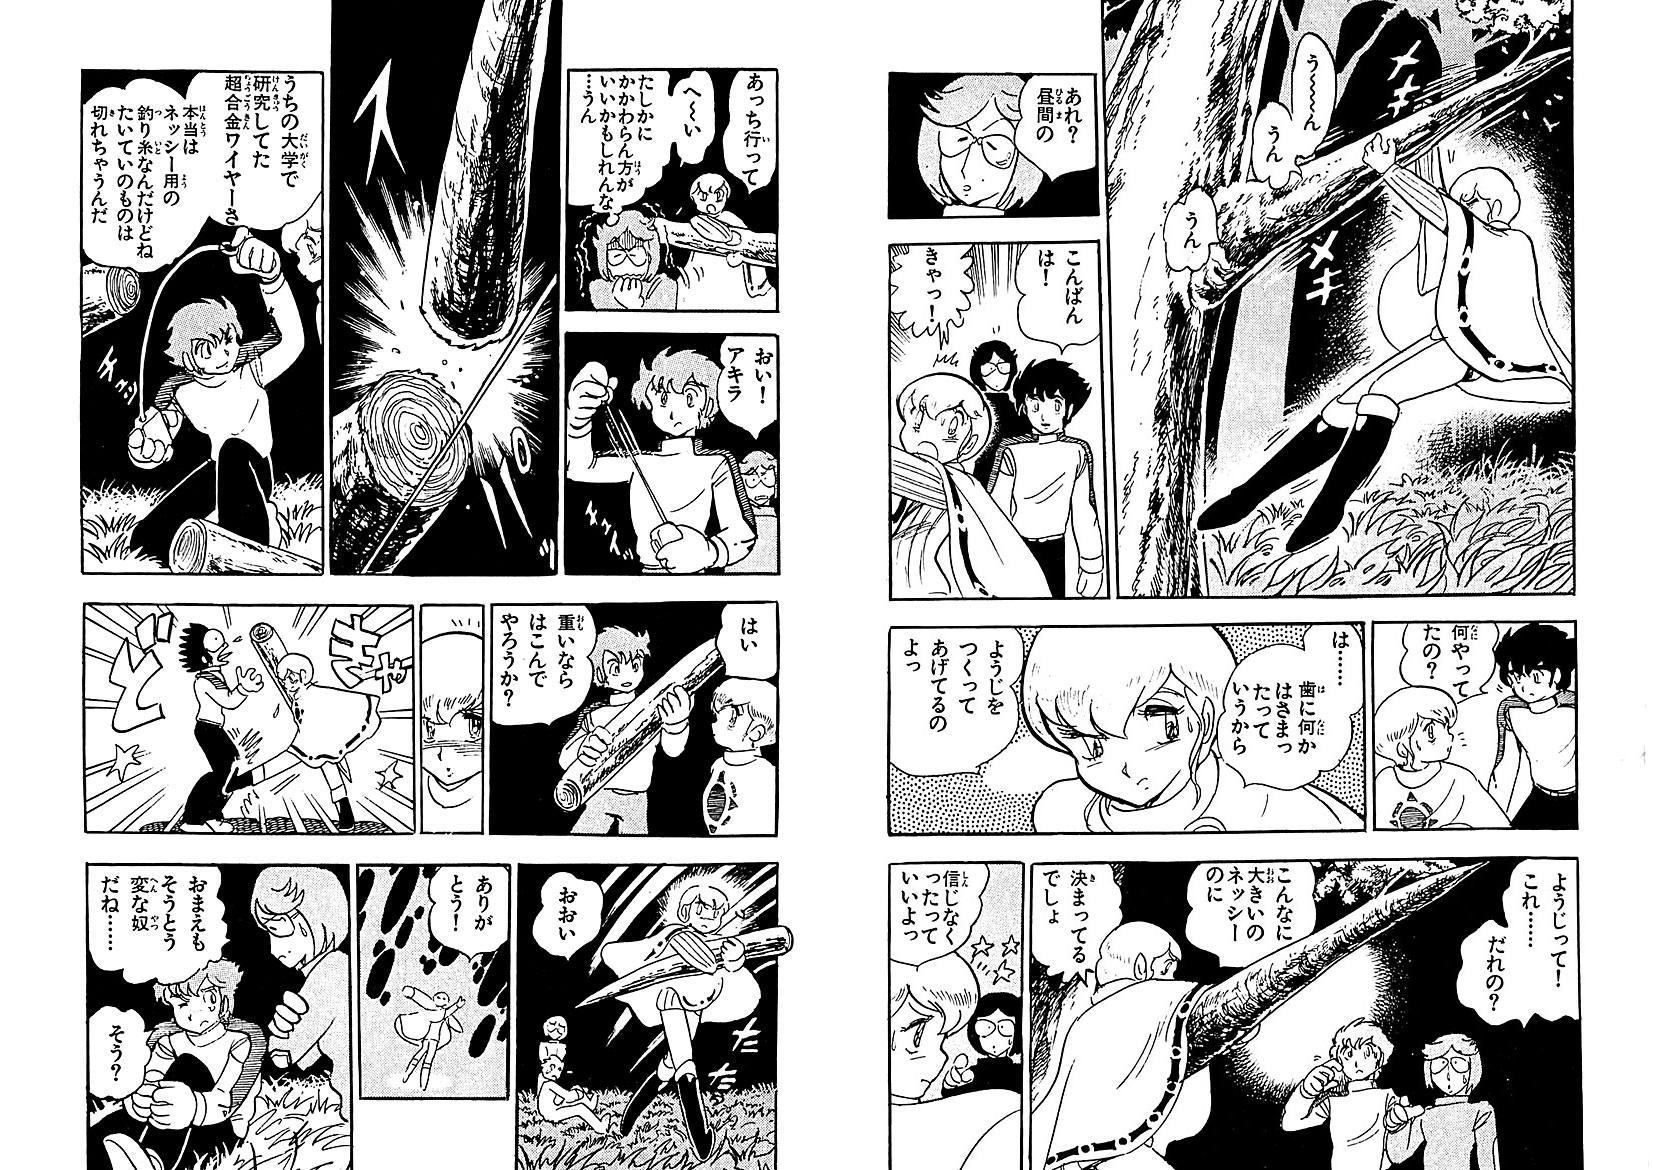 う～～～ん
うん
うん
メキメキ
メキ
あれ？
昼間の
こんばん
は！
きゃっ！
何やって
たの？
は……
歯に何か
はさまっ
たって
いうから
ようじを
つくって
あげてるの
よっ
ようじって！
これ……
だれの？
こんなに
大きいの
ネッシー
のに
決まってる
でしょ
信じなく
ったって
いいよっ
あっち行って
へ～い
たしかに
かかわらん方が
いいかもしれんな
…うん
おい！
アキラ
うちの大学で
研究してた
超合金ワイヤーさ
本当は
ネッシー用の
釣り糸なんだけどね
たいていのものは
切れちゃうんだ
はい
重いなら
はこんで
やろうか？
きゃ
ど
おおい
たたた
ありが
とう！
おまえも
そうとう
変な奴
だね……
そう？